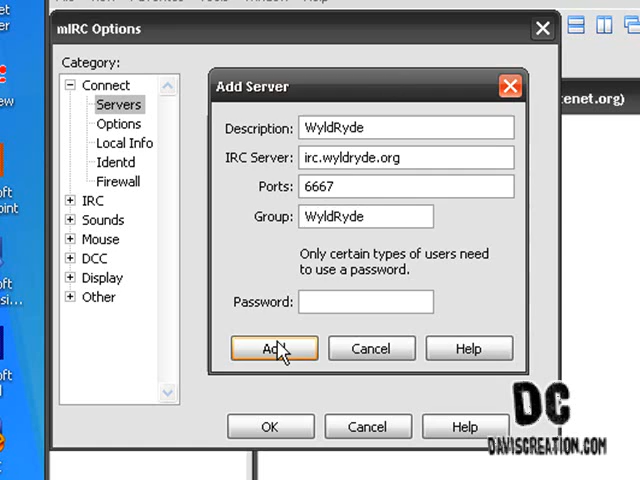 mIRC Options
enet.org)
Category:
Connect
Servers
Options
Local Info
Identd
Firewall
IRC
Sounds
Mouse
DCC
Display
Other
Add Server
Description: WyldRyde
IRC Server: irc.wyldryde.org
Ports: 6667
Group: WyldRyde
Only certain types of users need
to use a password.
Password:
Add Cancel Help
OK Cancel Help
DC
DAVISCREATION.COM